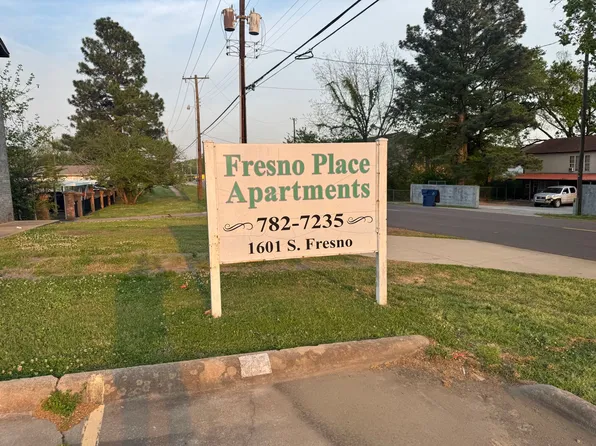 Fresno Place
Apartments
782-7235
1601 S. Fresno